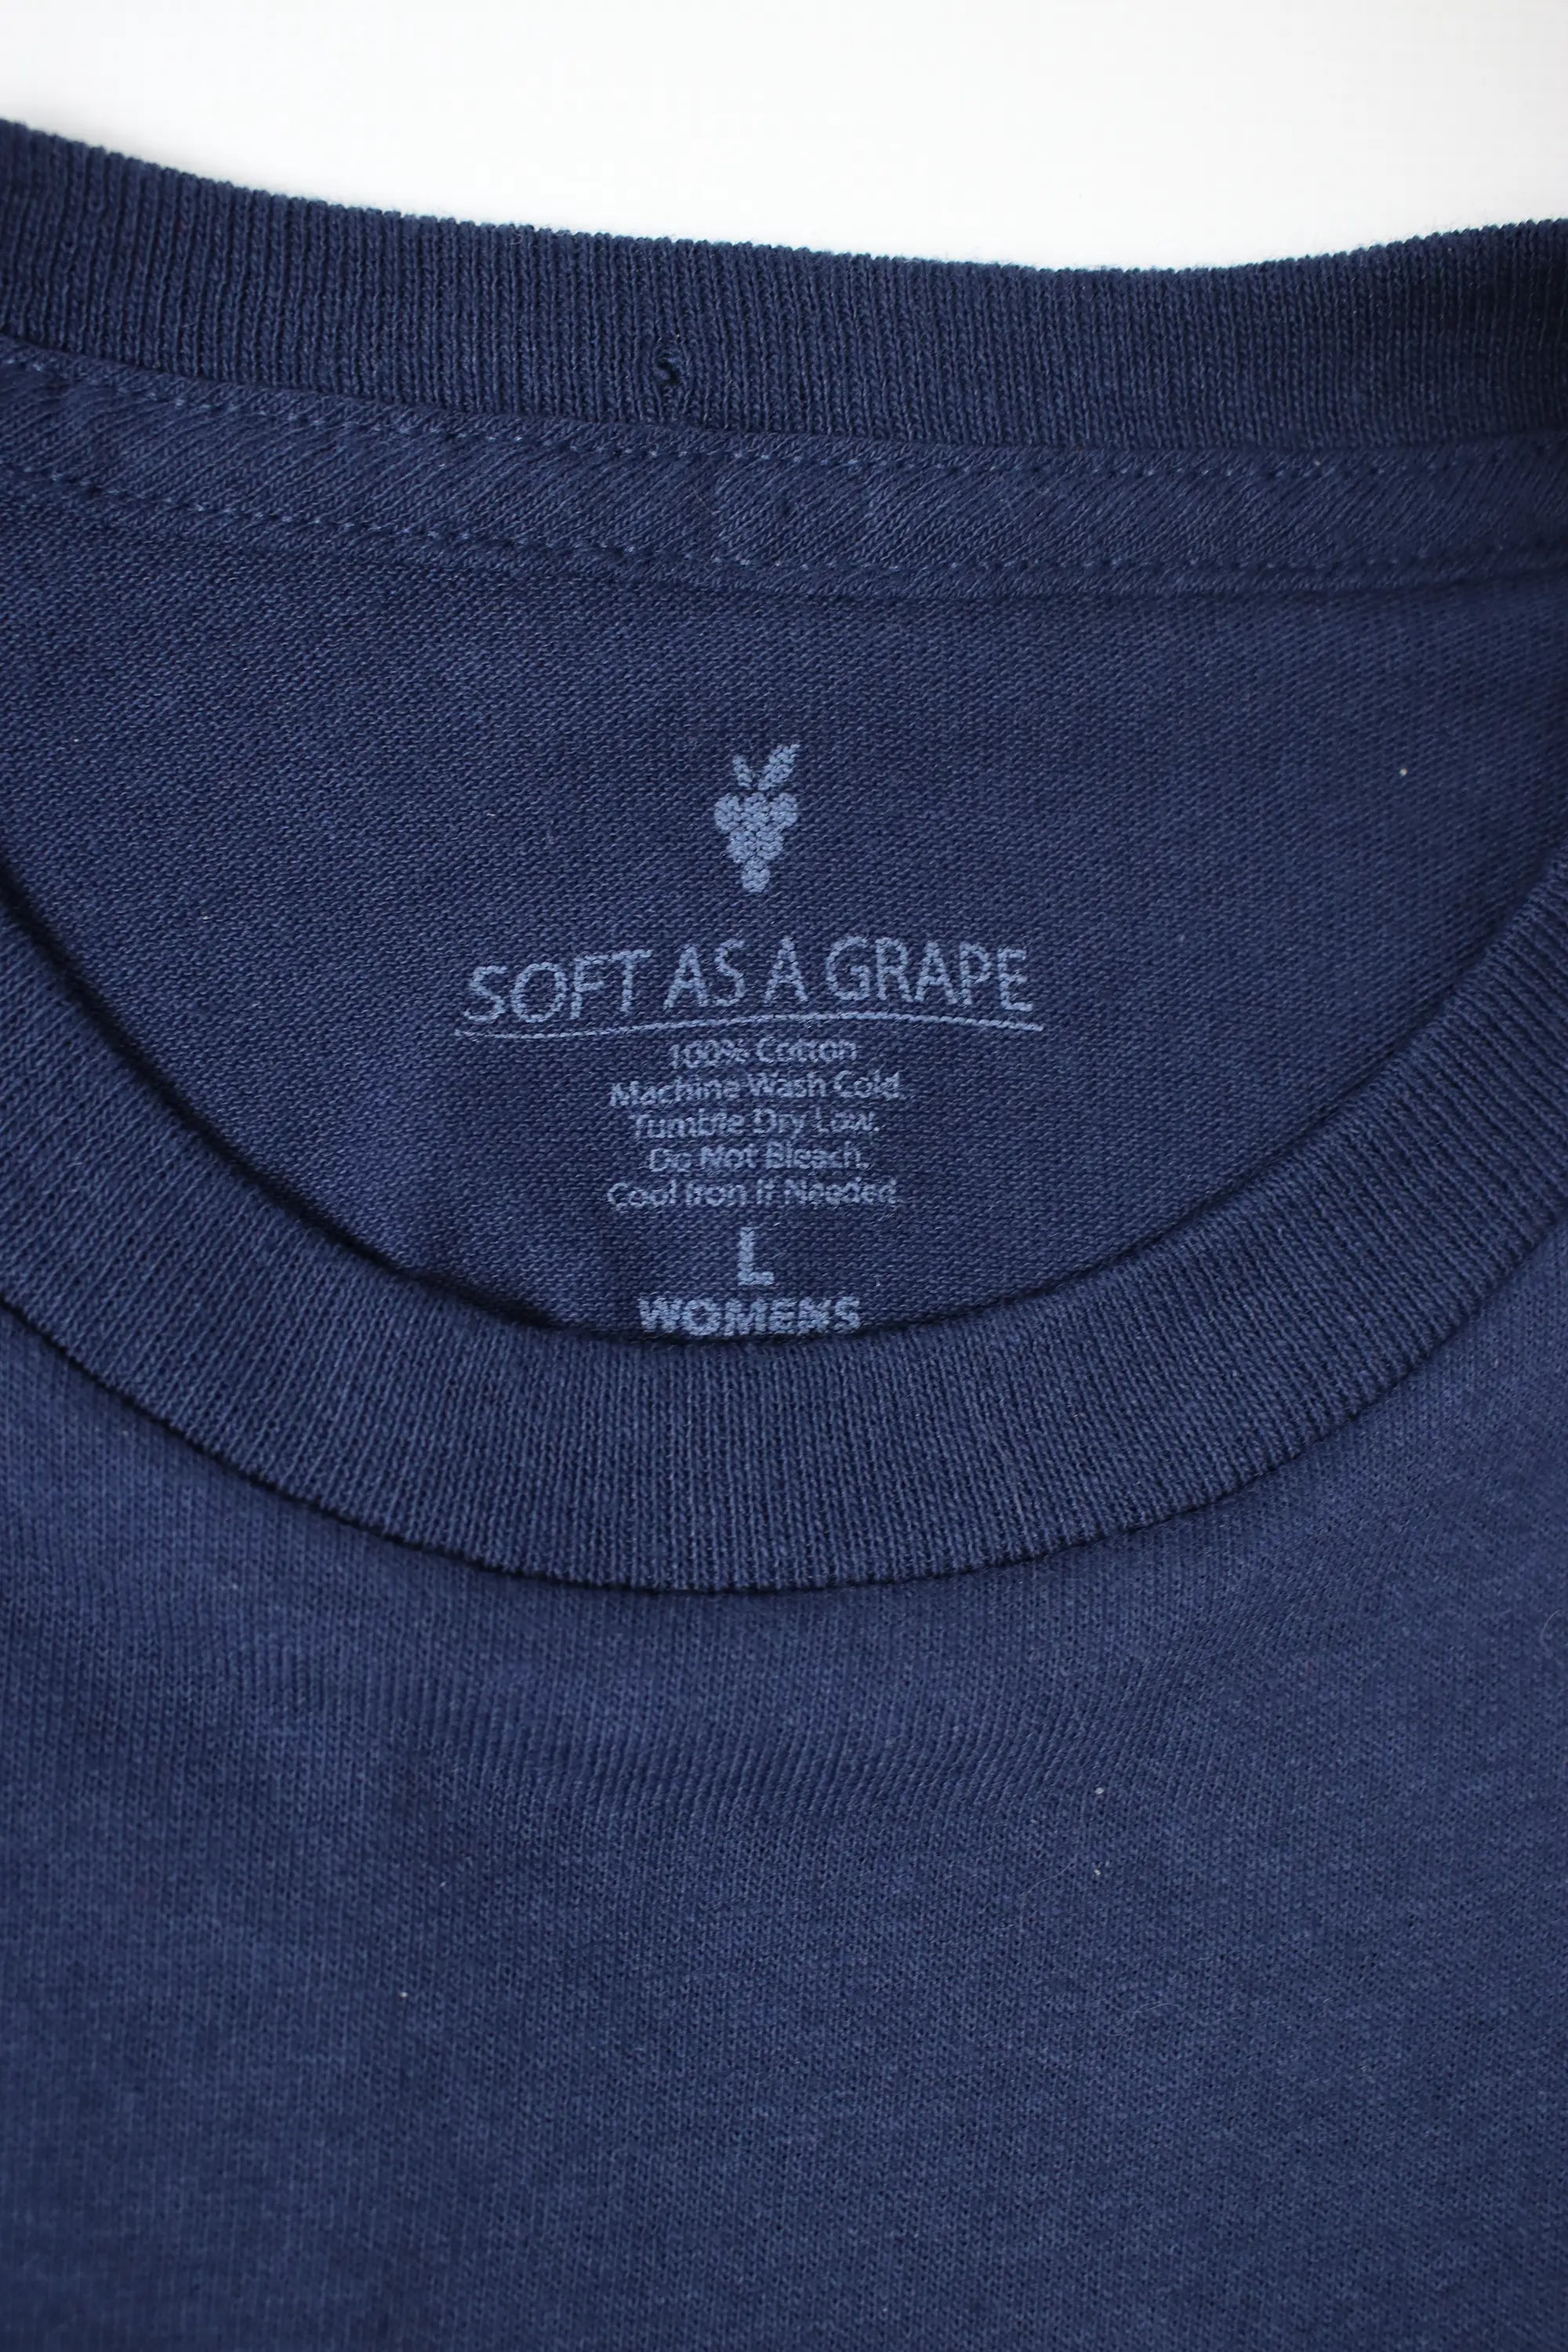 SOFT AS A GRAPE
100% Cotton
Machine Wash Cold.
Tumble Dry Low.
Do Not Bleach.
Cool Iron If Needed.
L
WOMENS